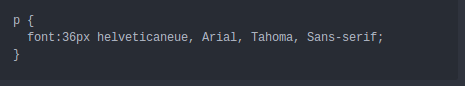 p {
  font:36px helveticaneue, Arial, Tahoma, Sans-serif;
}